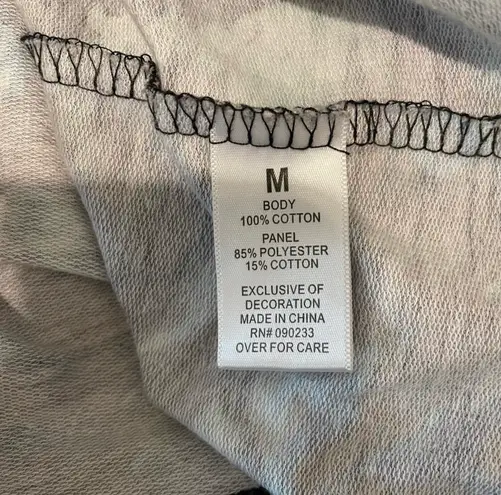 M
BODY
100% COTTON
PANEL
85% POLYESTER
15% COTTON
EXCLUSIVE OF
DECORATION
MADE IN CHINA
RN# 090233
OVER FOR CARE